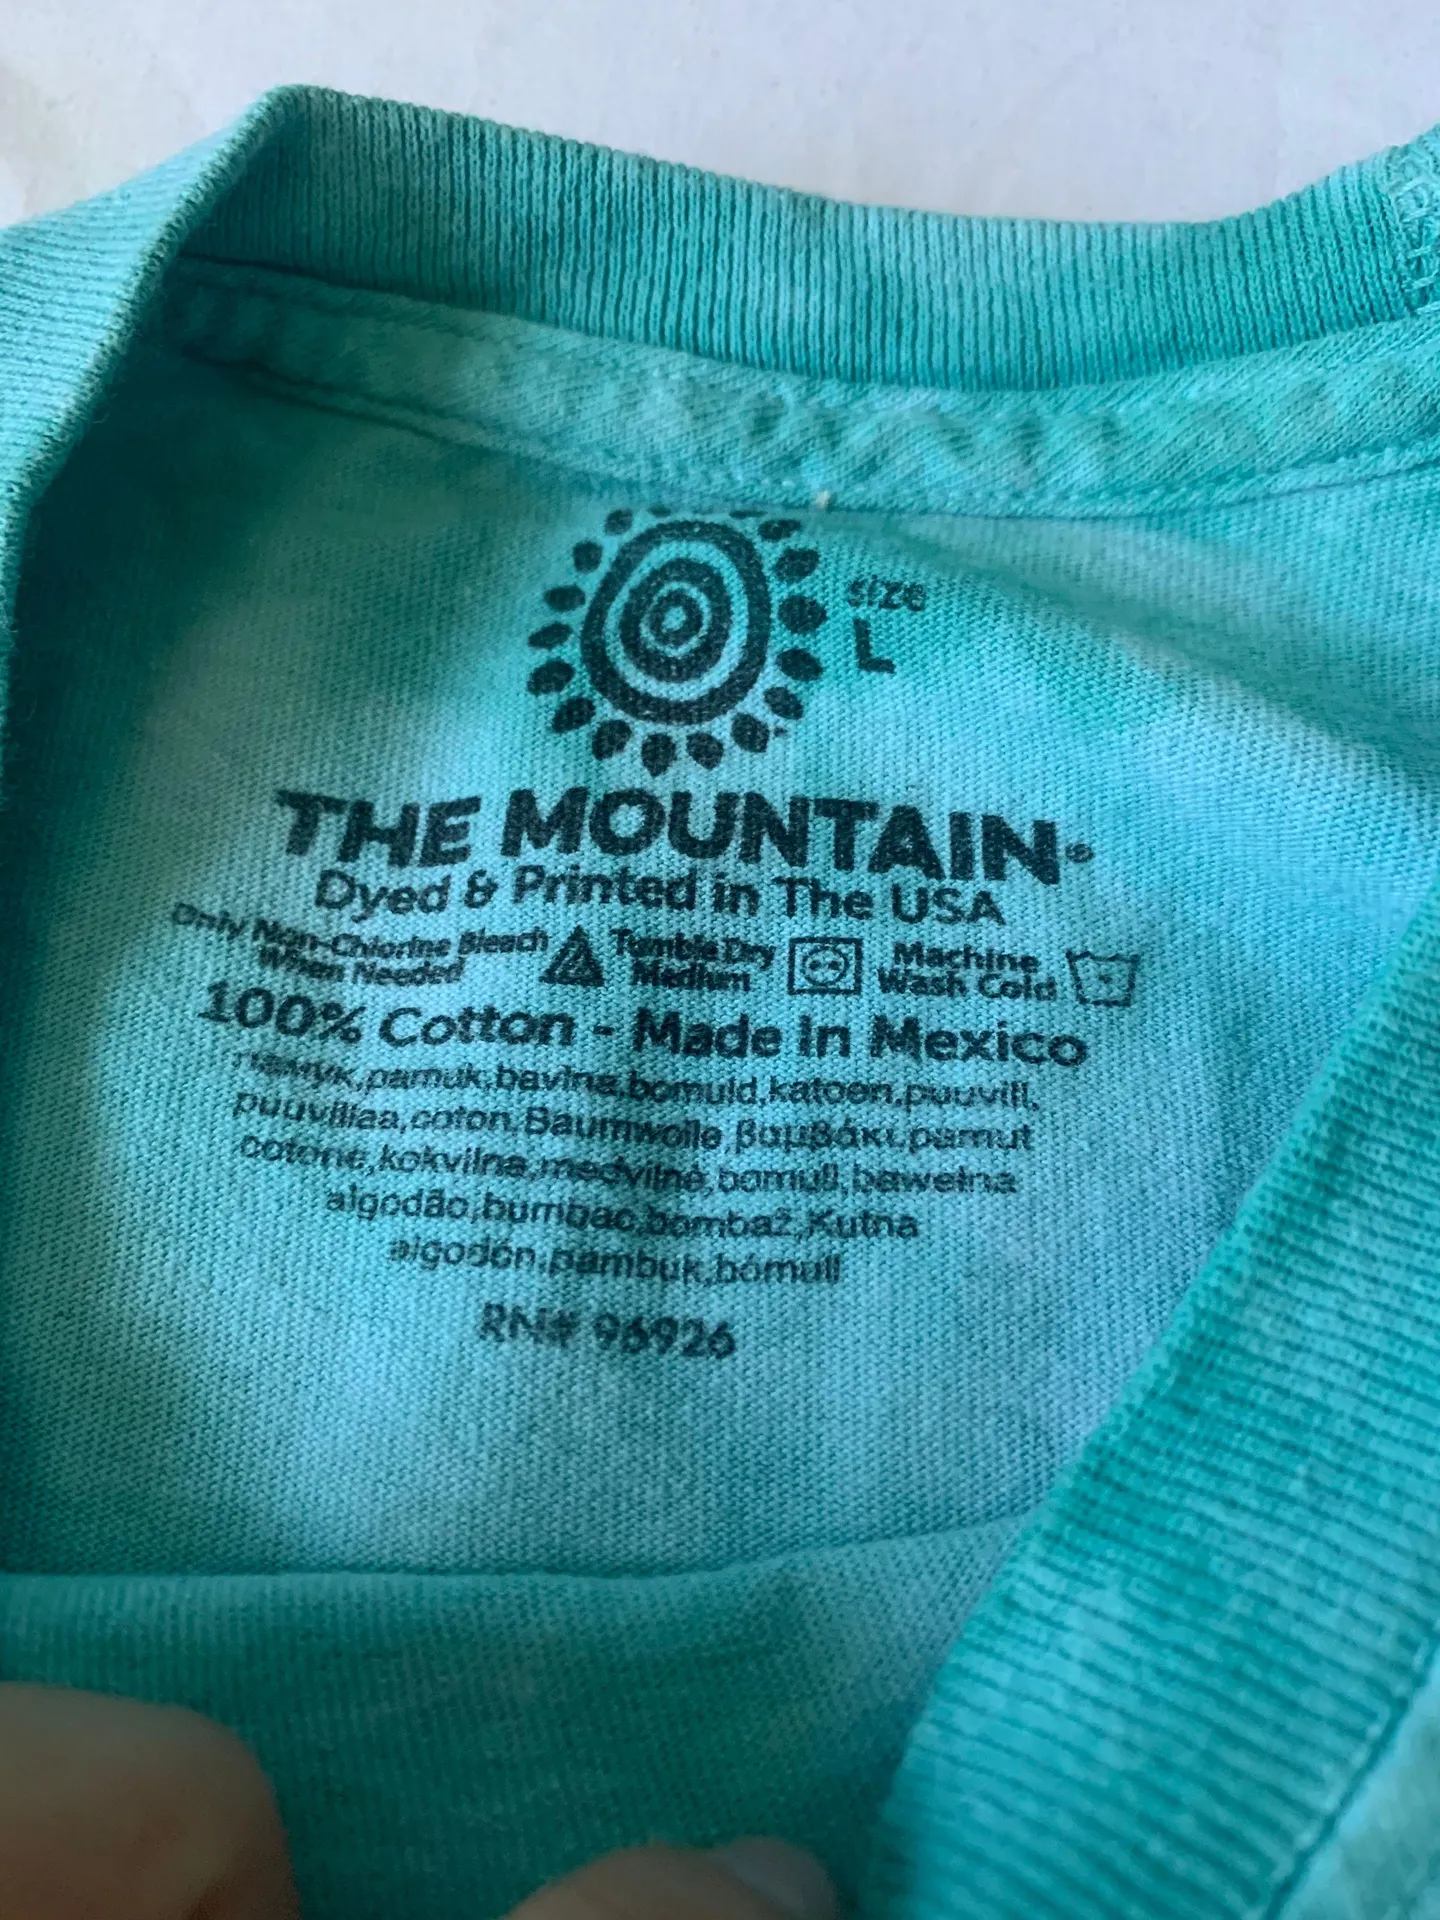 size
L
THE MOUNTAIN®
Dyed & Printed in The USA
Only Non-Chlorine Bleach
When Needed
Tumble Dry
Medium
Machine
Wash Cold
100% Cotton - Made In Mexico
памук,pamuk,bavlna,bomuld,katoen,puuvill,
puuvillaa,coton,Baumwolle,βαμβάκι,pamut
cotone,kokvilna,medvilnė,bomull,bawełna
algodão,bumbac,bombaž,Kutna
algodón,pambuk,bómull
RN# 96926